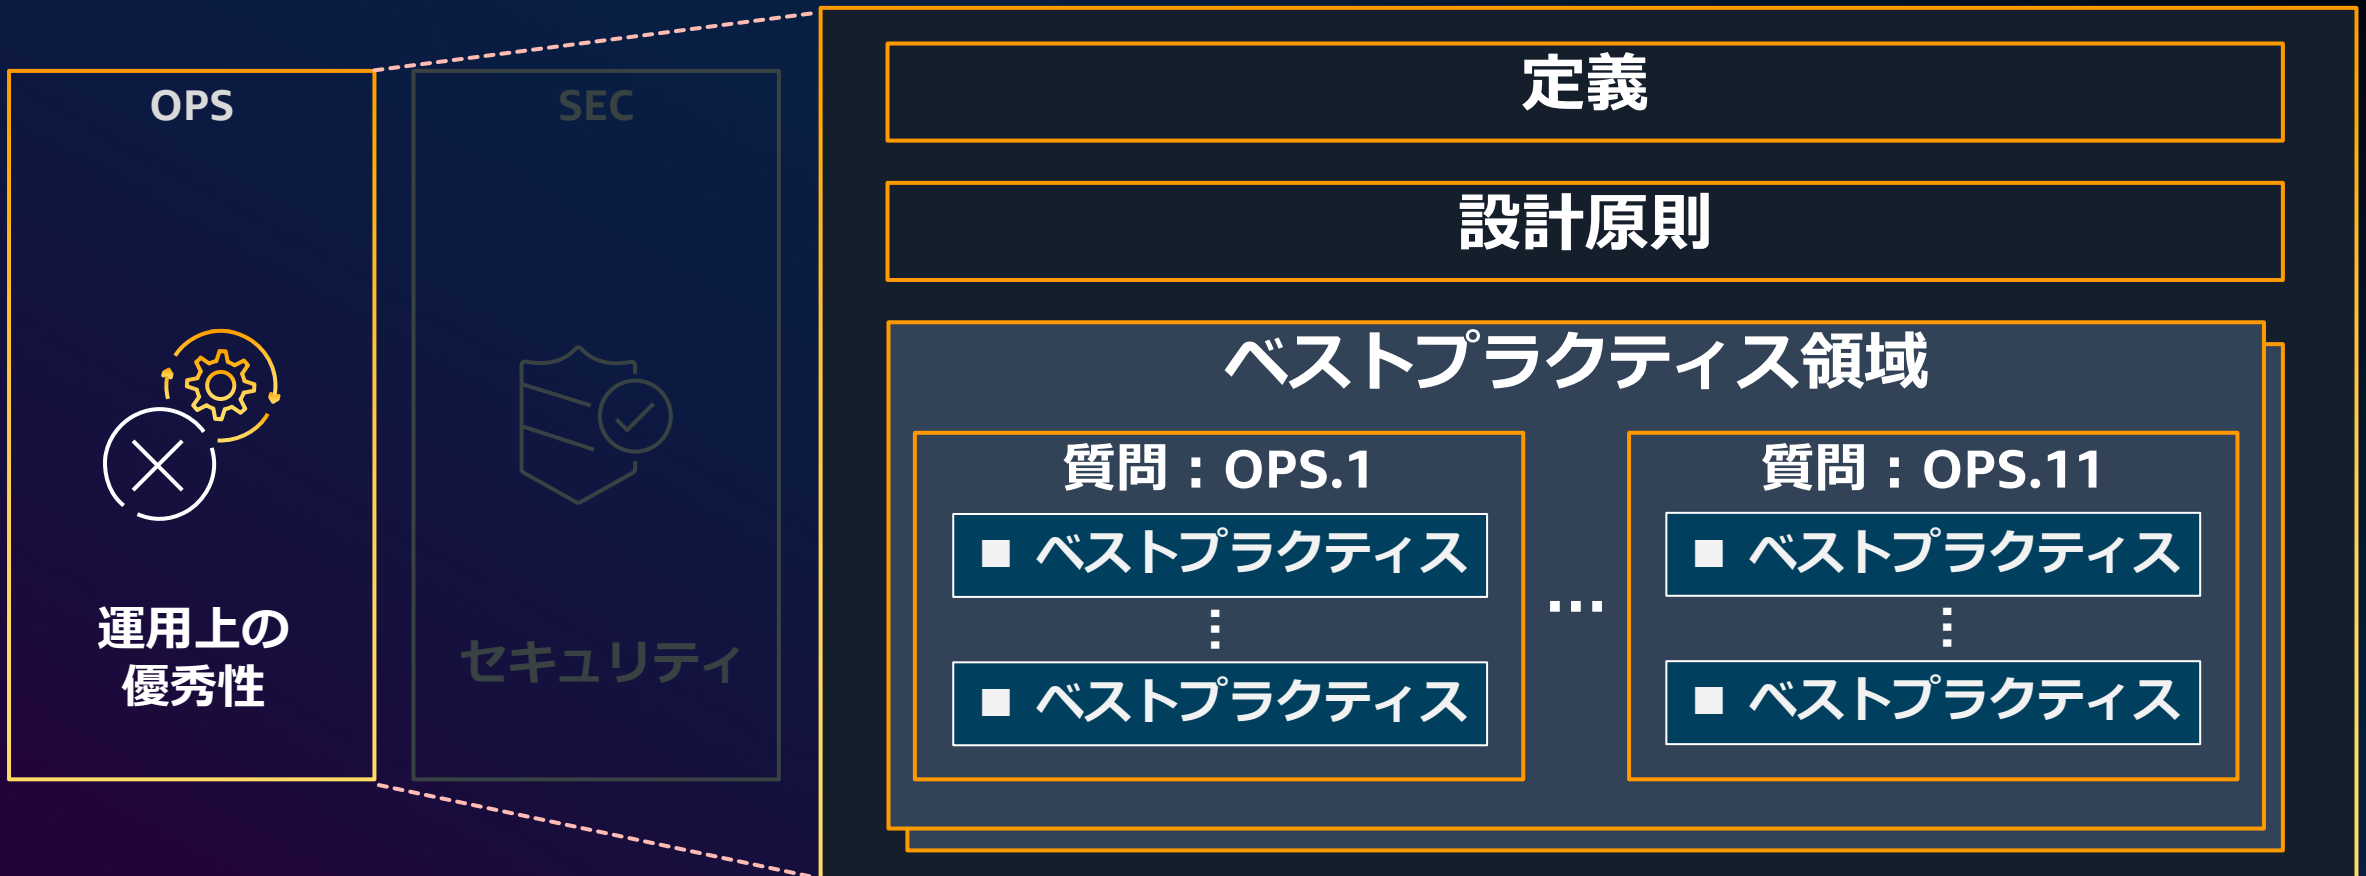 OPS
運用上の
優秀性
SEC
セキュリティ
定義
設計原則
ベストプラクティス領域
質問：OPS.1
■ ベストプラクティス
⋮
■ ベストプラクティス
…
質問：OPS.11
■ ベストプラクティス
⋮
■ ベストプラクティス